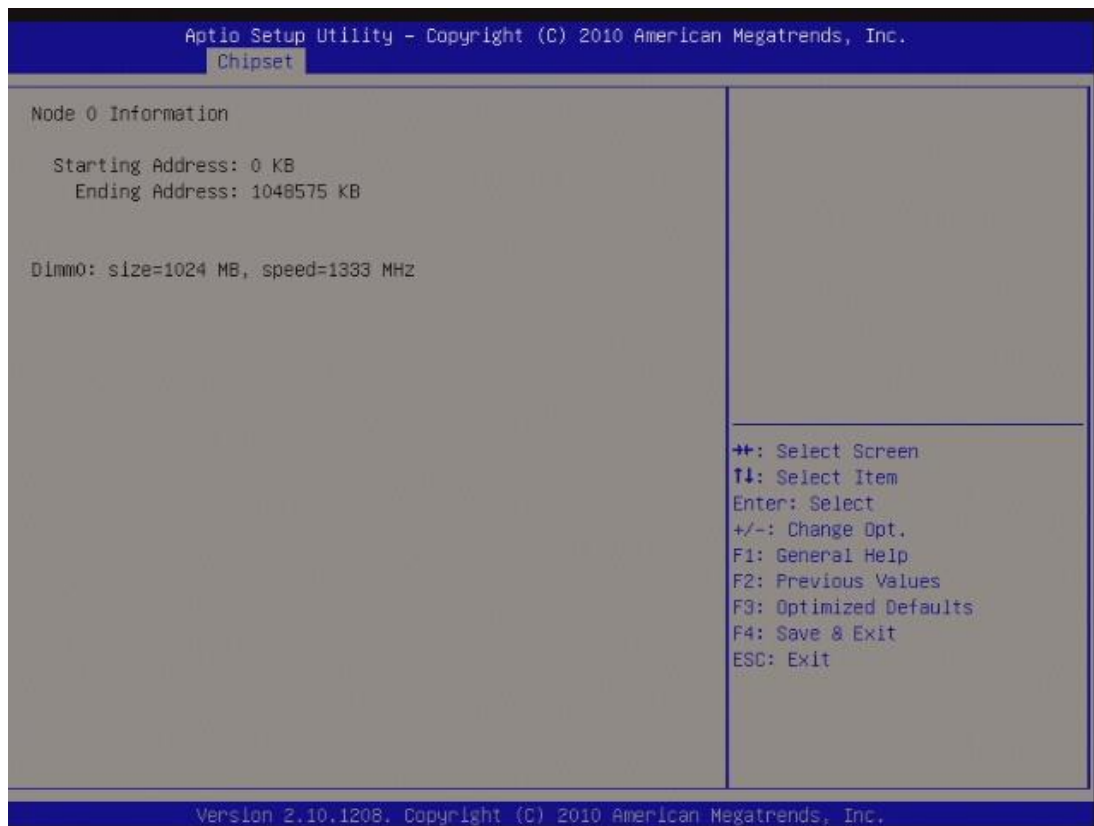 Aptio Setup Utility – Copyright (C) 2010 American Megatrends, Inc.
Chipset
Node 0 Information
Starting Address: 0 KB
Ending Address: 1048575 KB
Dimm0: size=1024 MB, speed=1333 MHz
→←: Select Screen
↑↓: Select Item
Enter: Select
+/-: Change Opt.
F1: General Help
F2: Previous Values
F3: Optimized Defaults
F4: Save & Exit
ESC: Exit
Version 2.10.1208. Copyright (C) 2010 American Megatrends, Inc.